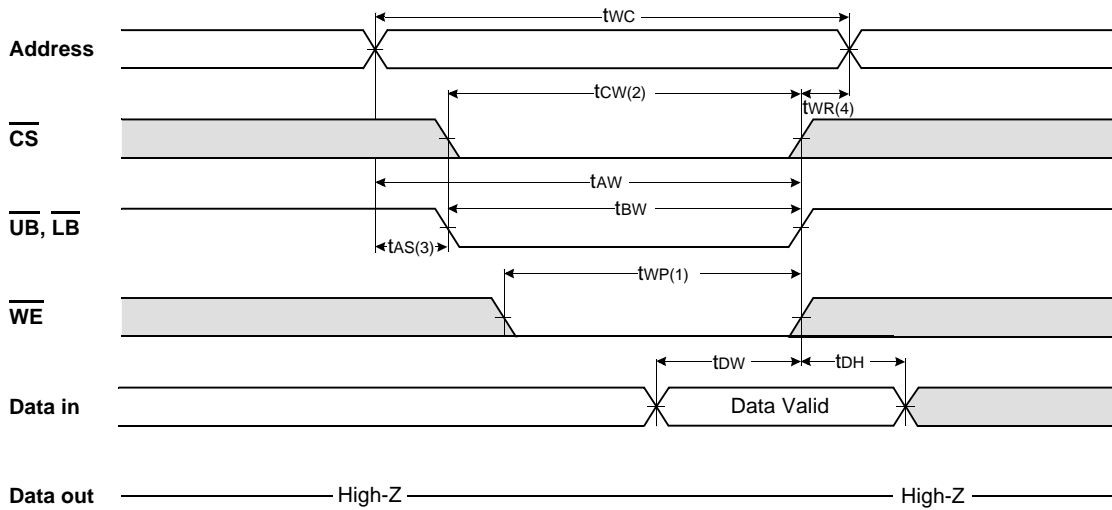 tWC
Address
tCW(2)
tWR(4)
CS
tAW
tBW
UB, LB
tAS(3)
tWP(1)
WE
tDW
tDH
Data in
Data Valid
Data out
High-Z
High-Z